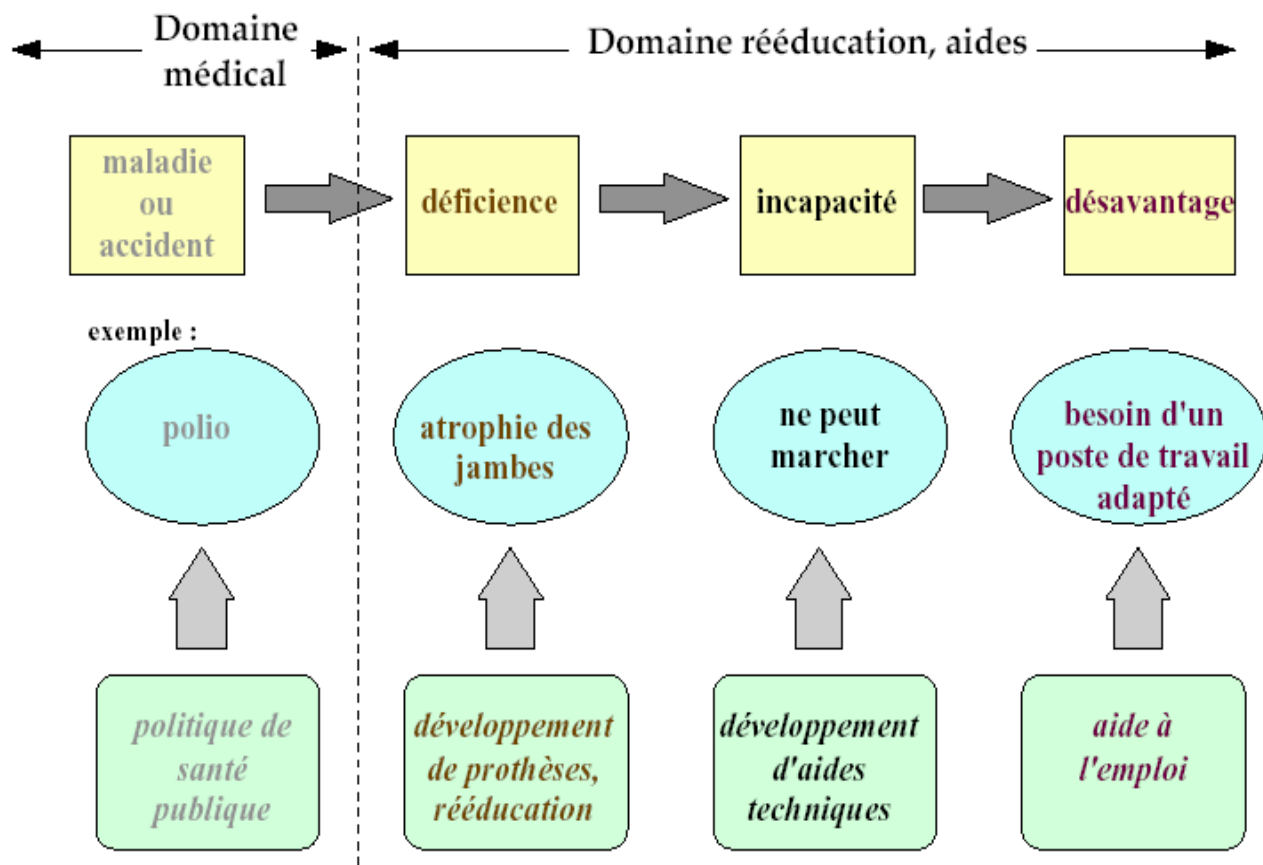 Domaine
médical
Domaine rééducation, aides
maladie
ou
accident
déficience
incapacité
désavantage
exemple :
polio
atrophie des
jambes
ne peut
marcher
besoin d'un
poste de travail
adapté
politique de
santé
publique
développement
de prothèses,
rééducation
développement
d'aides
techniques
aide à
l'emploi